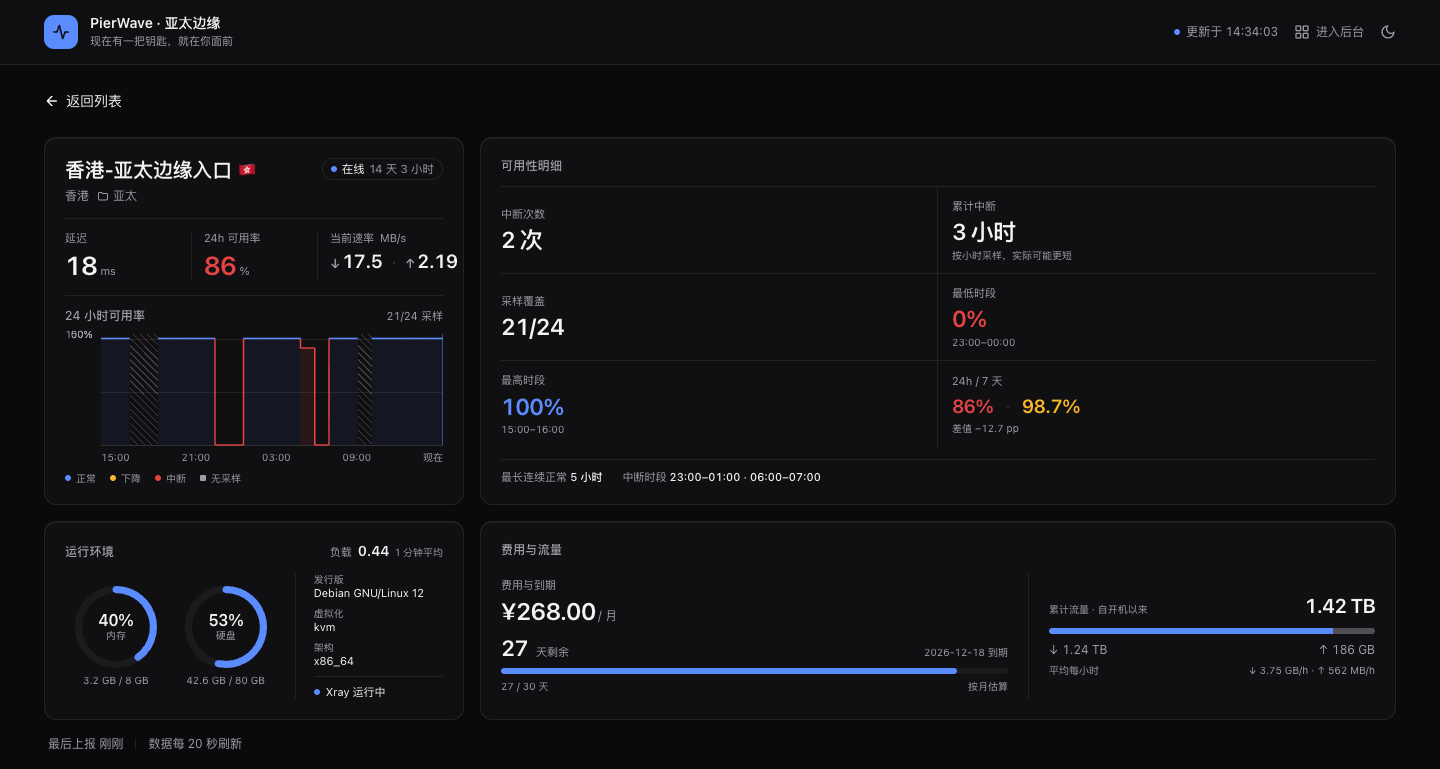 PierWave · 亚太边缘
现在有一把钥匙，就在你面前
更新于 14:34:03
进入后台
返回列表
香港-亚太边缘入口
在线 14 天 3 小时
香港 亚太
延迟
18 ms
24h 可用率
86 %
当前速率 MB/s
↓17.5 · ↑2.19
24 小时可用率
21/24 采样
100%
15:00 21:00 03:00 09:00 现在
正常 下降 中断 无采样
可用性明细
中断次数
2 次
累计中断
3 小时
按小时采样，实际可能更短
采样覆盖
21/24
最低时段
0%
23:00–00:00
最高时段
100%
15:00–16:00
24h / 7 天
86% · 98.7%
差值 −12.7 pp
最长连续正常 5 小时 中断时段 23:00–01:00 · 06:00–07:00
运行环境
负载 0.44 1 分钟平均
40%
内存
3.2 GB / 8 GB
53%
硬盘
42.6 GB / 80 GB
发行版
Debian GNU/Linux 12
虚拟化
kvm
架构
x86_64
Xray 运行中
费用与流量
费用与到期
¥268.00 / 月
27 天剩余
2026-12-18 到期
27 / 30 天
按月估算
累计流量 · 自开机以来
1.42 TB
↓ 1.24 TB
↑ 186 GB
平均每小时
↓ 3.75 GB/h · ↑ 562 MB/h
最后上报 刚刚
数据每 20 秒刷新